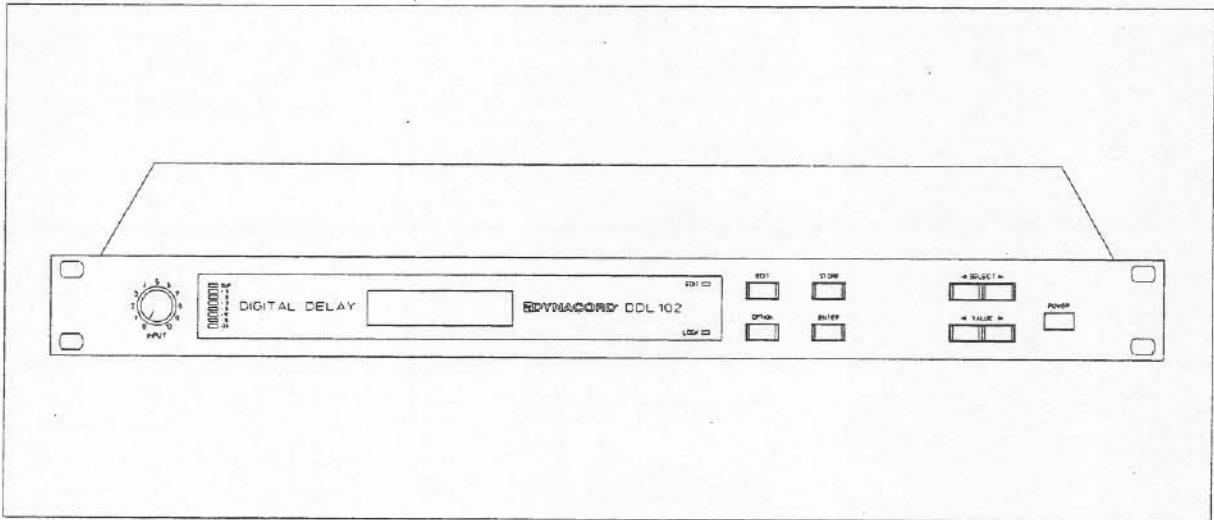 INPUT
DIGITAL DELAY
DYNACORD DDL 102
EDIT
LOCK
EDIT
STORE
OPTION
ENTER
◄ SELECT ►
◄ VALUE ►
POWER